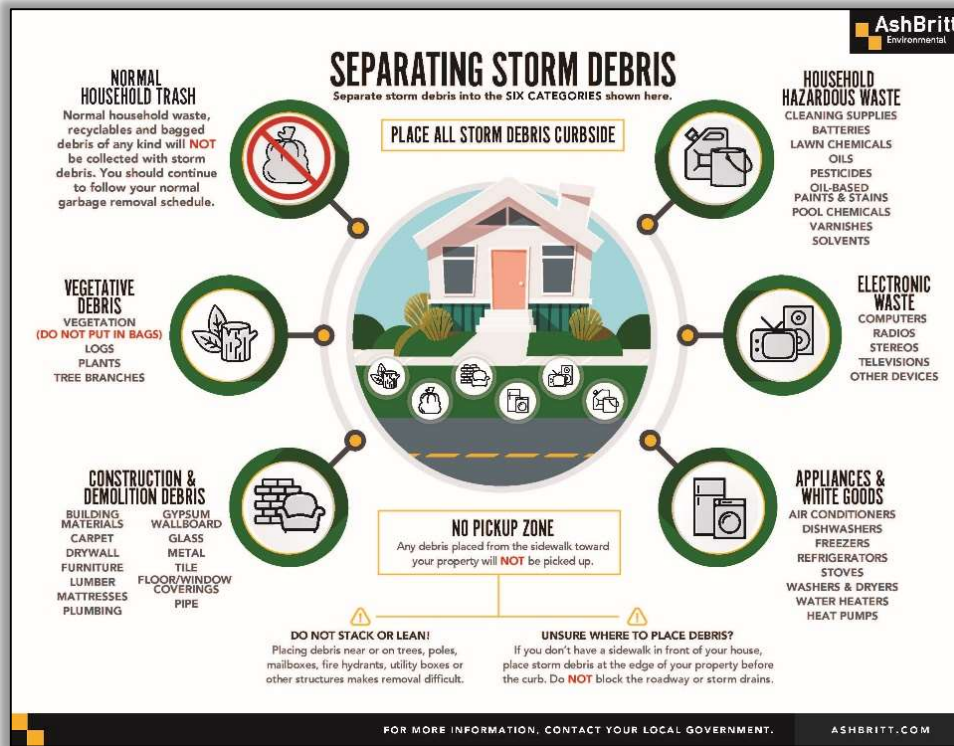 AshBritt
Environmental
SEPARATING STORM DEBRIS
Separate storm debris into the SIX CATEGORIES shown here.
PLACE ALL STORM DEBRIS CURBSIDE
NORMAL
HOUSEHOLD TRASH
Normal household waste,
recyclables and bagged
debris of any kind will NOT
be collected with storm
debris. You should continue
to follow your normal
garbage removal schedule.
HOUSEHOLD
HAZARDOUS WASTE
CLEANING SUPPLIES
BATTERIES
LAWN CHEMICALS
OILS
PESTICIDES
OIL-BASED
PAINTS & STAINS
POOL CHEMICALS
VARNISHES
SOLVENTS
VEGETATIVE
DEBRIS
VEGETATION
(DO NOT PUT IN BAGS)
LOGS
PLANTS
TREE BRANCHES
ELECTRONIC
WASTE
COMPUTERS
RADIOS
STEREOS
TELEVISIONS
OTHER DEVICES
CONSTRUCTION &
DEMOLITION DEBRIS
BUILDING
MATERIALS
CARPET
DRYWALL
FURNITURE
LUMBER
MATTRESSES
PLUMBING
GYPSUM
WALLBOARD
GLASS
METAL
TILE
FLOOR/WINDOW
COVERINGS
PIPE
APPLIANCES &
WHITE GOODS
AIR CONDITIONERS
DISHWASHERS
FREEZERS
REFRIGERATORS
STOVES
WASHERS & DRYERS
WATER HEATERS
HEAT PUMPS
NO PICKUP ZONE
Any debris placed from the sidewalk toward
your property will NOT be picked up.
DO NOT STACK OR LEAN!
Placing debris near or on trees, poles,
mailboxes, fire hydrants, utility boxes or
other structures makes removal difficult.
UNSURE WHERE TO PLACE DEBRIS?
If you don't have a sidewalk in front of your house,
place storm debris at the edge of your property before
the curb. Do NOT block the roadway or storm drains.
FOR MORE INFORMATION, CONTACT YOUR LOCAL GOVERNMENT.
ASHBRITT.COM